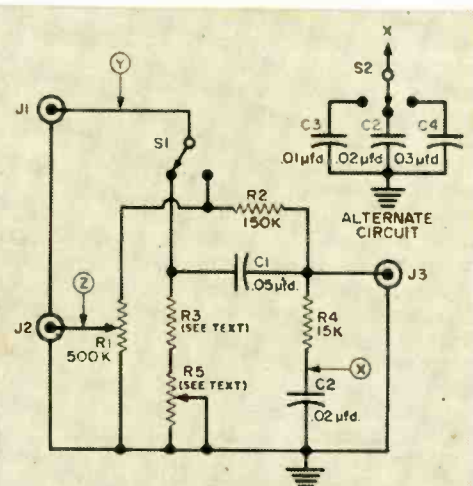 Y
X
J1
S1
S2
C3
C2
C4
.01µfd.
.02µfd
.03µfd
ALTERNATE
CIRCUIT
R2
150K
C1
.05µfd.
J3
Z
J2
R1
500K
R3
(SEE TEXT)
R4
15K
X
R5
(SEE TEXT)
C2
.02µfd.